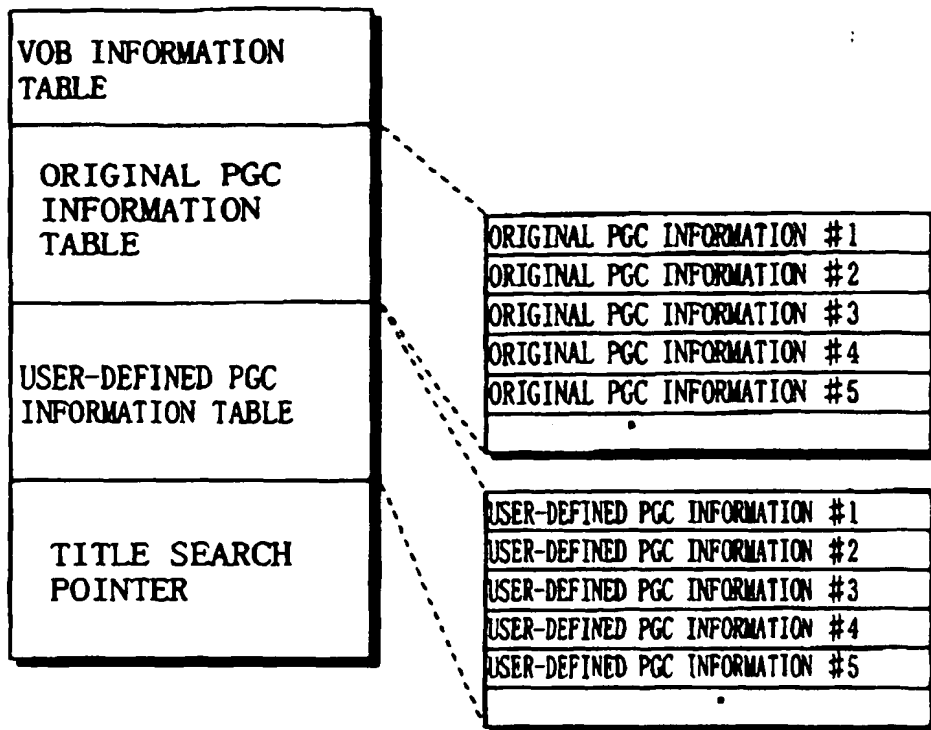 VOB INFORMATION
TABLE
ORIGINAL PGC
INFORMATION
TABLE
USER-DEFINED PGC
INFORMATION TABLE
TITLE SEARCH
POINTER
ORIGINAL PGC INFORMATION #1
ORIGINAL PGC INFORMATION #2
ORIGINAL PGC INFORMATION #3
ORIGINAL PGC INFORMATION #4
ORIGINAL PGC INFORMATION #5
USER-DEFINED PGC INFORMATION #1
USER-DEFINED PGC INFORMATION #2
USER-DEFINED PGC INFORMATION #3
USER-DEFINED PGC INFORMATION #4
USER-DEFINED PGC INFORMATION #5